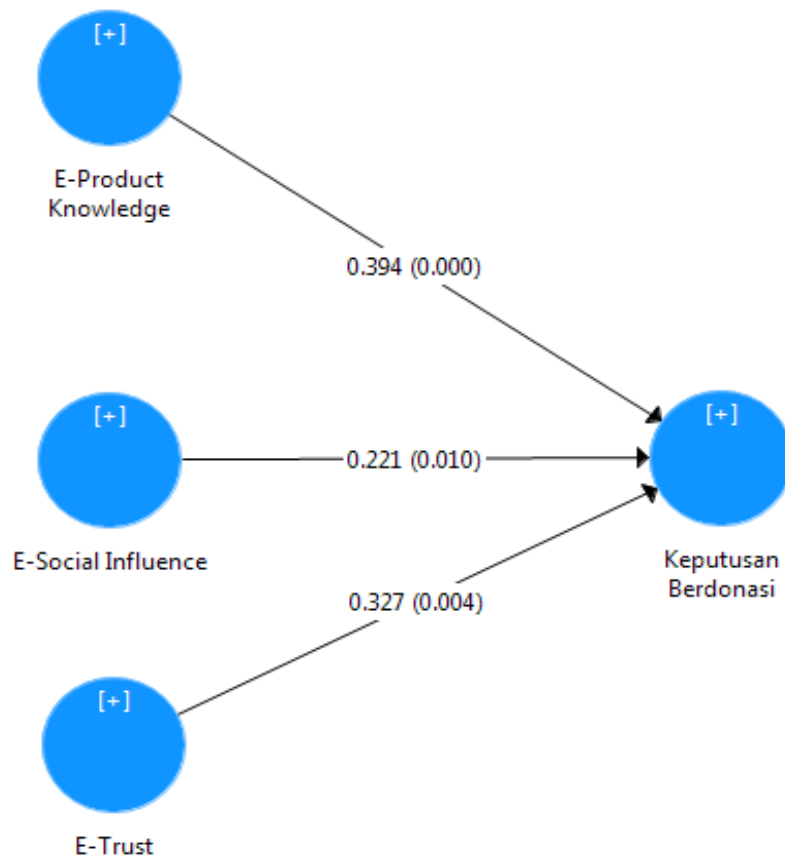 [+]
E-Product
Knowledge
0.394 (0.000)
[+]
E-Social Influence
0.221 (0.010)
[+]
Keputusan
Berdonasi
0.327 (0.004)
[+]
E-Trust